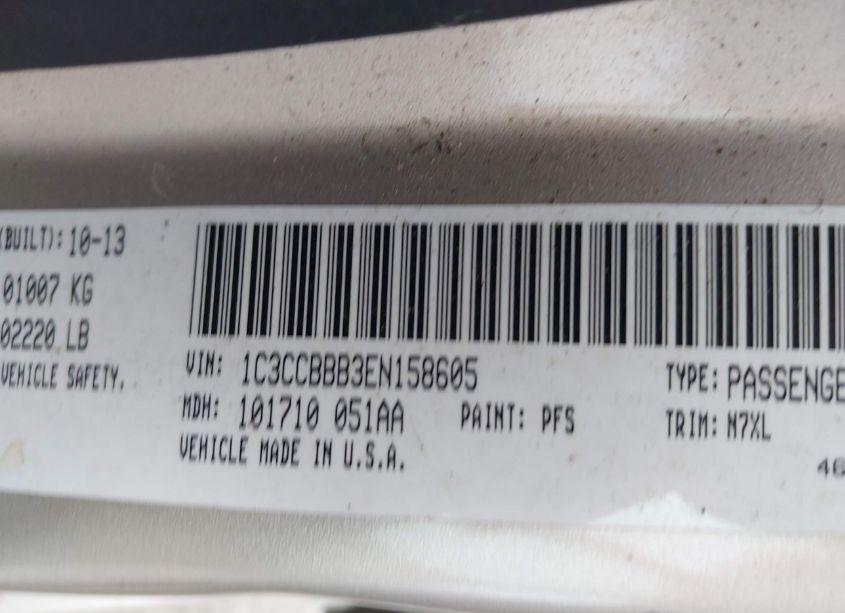 (BUILT): 10-13
01007 KG
02220 LB
VEHICLE SAFETY.
VIN: 1C3CCBBB3EN158605
TYPE: PASSENGE
MDH: 101710 051AA
PAINT: PFS
TRIM: N7XL
VEHICLE MADE IN U.S.A.
46